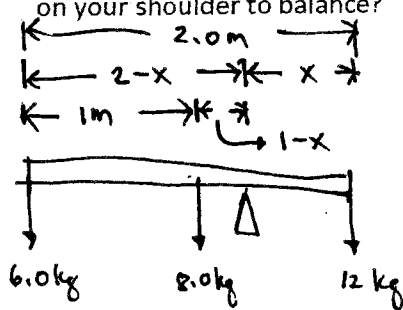 on your shoulder to balance?
2.0m
2-x x
1m
1-x
6.0kg 8.0kg 12 kg